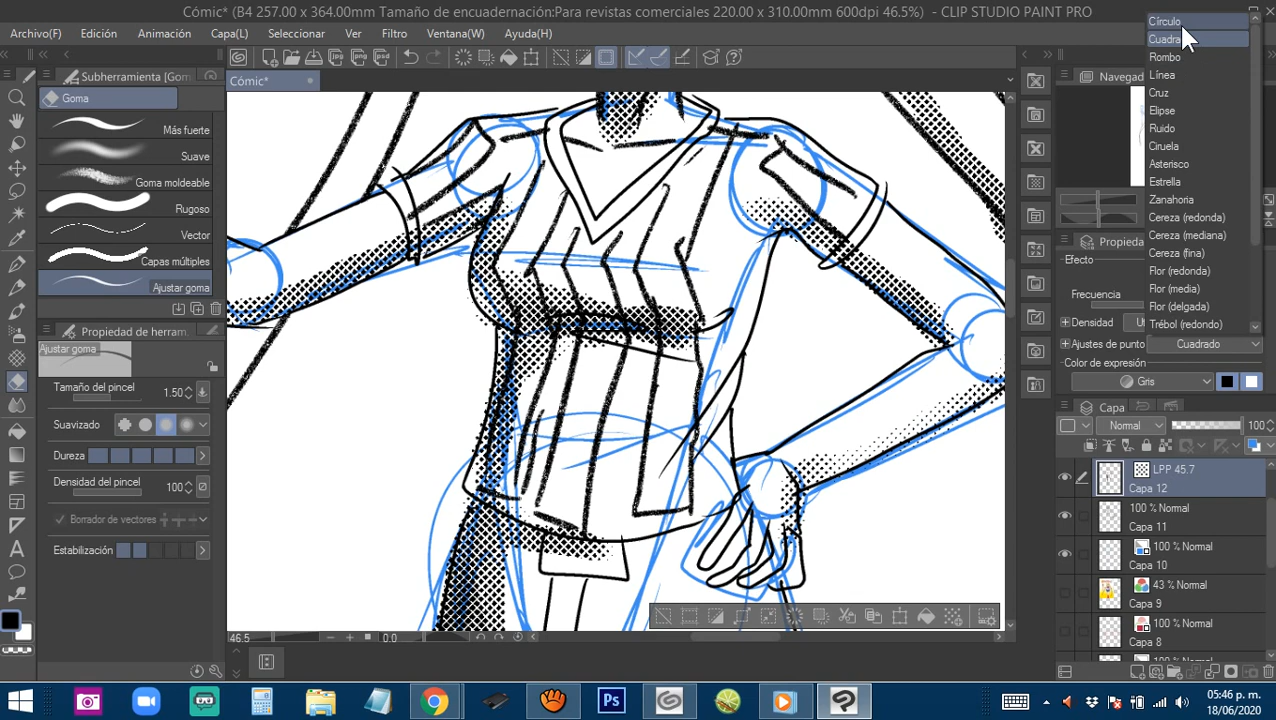 Cómic* (B4 257.00 x 364.00mm Tamaño de encuadernación:Para revistas comerciales 220.00 x 310.00mm 600dpi 46.5%) - CLIP STUDIO PAINT PRO
Archivo(F) Edición Animación Capa(L) Seleccionar Ver Filtro Ventana(W) Ayuda(H)
Subherramienta [Gom
Goma
Más fuerte
Suave
Goma moldeable
Rugoso
Vector
Capas múltiples
Ajustar goma
Propiedad de herram
Ajustar goma
Tamaño del pincel 1.50
Suavizado
Dureza
Densidad del pincel 100
Borrador de vectores
Estabilización
Cómic*
46.5 0.0
Círculo
Cuadra
Rombo
Línea
Cruz
Elipse
Ruido
Ciruela
Asterisco
Estrella
Zanahoria
Cereza (redonda)
Cereza (mediana)
Cereza (fina)
Flor (redonda)
Flor (media)
Flor (delgada)
Trébol (redondo)
Navegad
Propieda
Efecto
Frecuencia
Densidad
Ajustes de punto Cuadrado
Color de expresión
Gris
Capa
Normal 100
LPP 45.7
Capa 12
100 % Normal
Capa 11
100 % Normal
Capa 10
43 % Normal
Capa 9
100 % Normal
Capa 8
100 % Normal
Ps
05:46 p. m.
18/06/2020